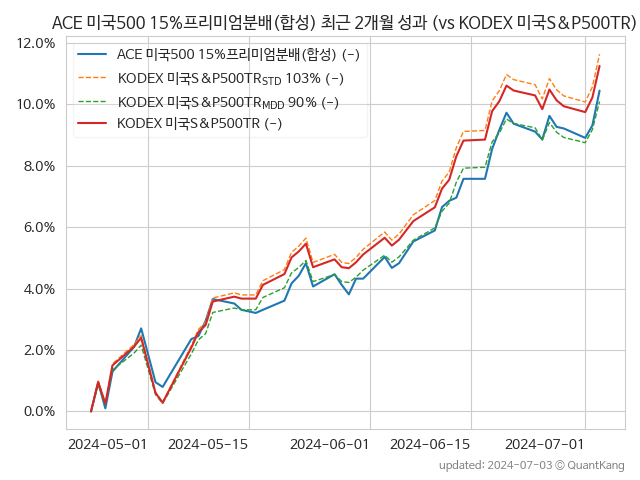 ACE 미국500 15%프리미엄분배(합성) 최근 2개월 성과 (vs KODEX 미국S&P500TR)
12.0%
10.0%
8.0%
6.0%
4.0%
2.0%
0.0%
ACE 미국500 15%프리미엄분배(합성) (-)
KODEX 미국S&P500TR_STD 103% (-)
KODEX 미국S&P500TR_MDD 90% (-)
KODEX 미국S&P500TR (-)
2024-05-01 2024-05-15 2024-06-01 2024-06-15 2024-07-01
updated: 2024-07-03 © QuantKang